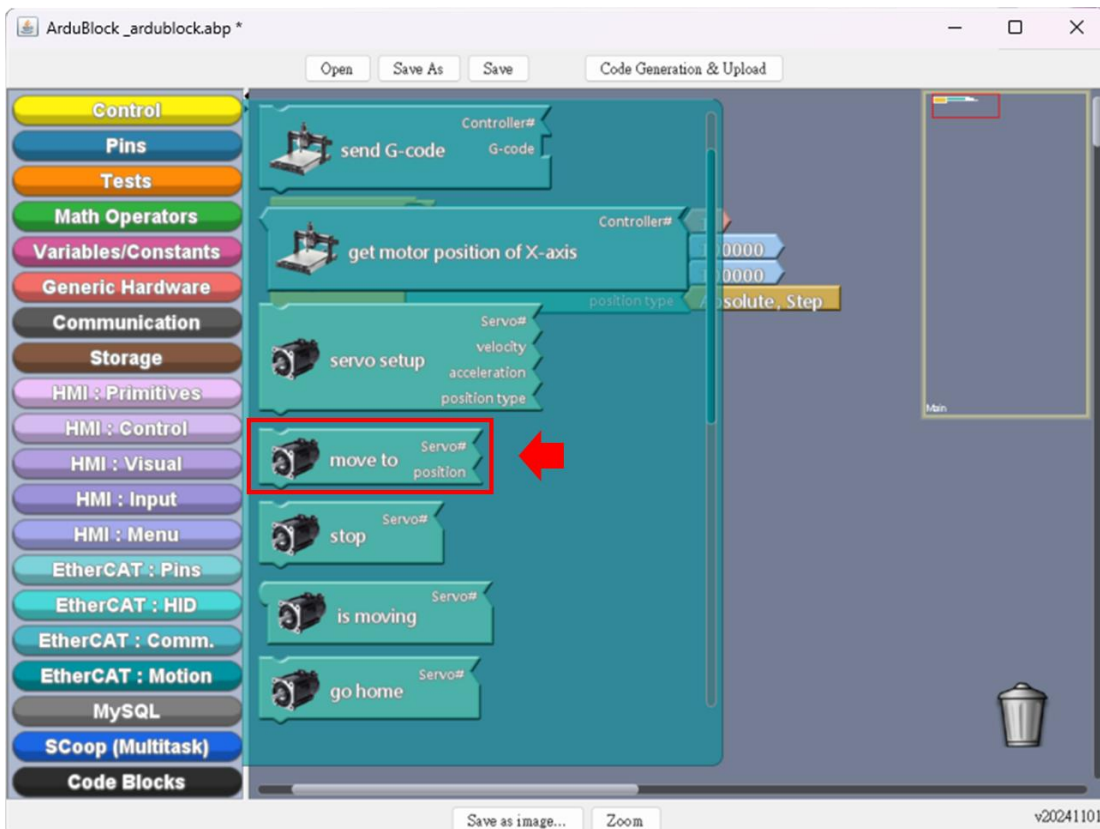 ArduBlock _ardublock.abp *
Open Save As Save Code Generation & Upload
Control
Pins
Tests
Math Operators
Variables/Constants
Generic Hardware
Communication
Storage
HMI : Primitives
HMI : Control
HMI : Visual
HMI : Input
HMI : Menu
EtherCAT : Pins
EtherCAT : HID
EtherCAT : Comm.
EtherCAT : Motion
MySQL
SCoop (Multitask)
Code Blocks
Controller#
send G-code G-code
Controller#
get motor position of X-axis
position type
Absolute, Step
Servo#
velocity
servo setup
acceleration
position type
Servo#
move to
position
Servo#
stop
Servo#
is moving
Servo#
go home
Main
Save as image... Zoom
v20241101